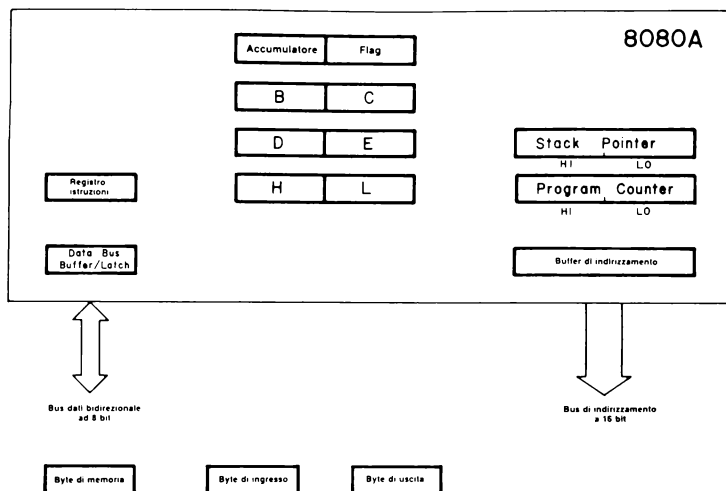 8080A
Accumulatore Flag
B C
D E
H L
Stack Pointer
HI LO
Program Counter
HI LO
Registro
istruzioni
Data Bus
Buffer/Latch
Buffer di indirizzamento
Bus dati bidirezionale
ad 8 bit
Bus di indirizzamento
a 16 bit
Byte di memoria
Byte di ingresso
Byte di uscita